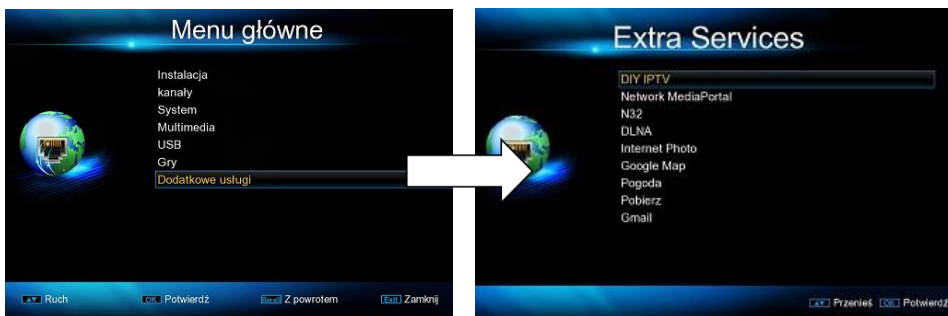 Menu główne
Instalacja
kanały
System
Multimedia
USB
Gry
Dodatkowe usługi
▲▼ Ruch OK Potwierdź Recall Z powrotem Exit Zamknij
Extra Services
DIY IPTV
Network MediaPortal
N32
DLNA
Internet Photo
Google Map
Pogoda
Pobierz
Gmail
▲▼ Przenieś OK Potwierdź